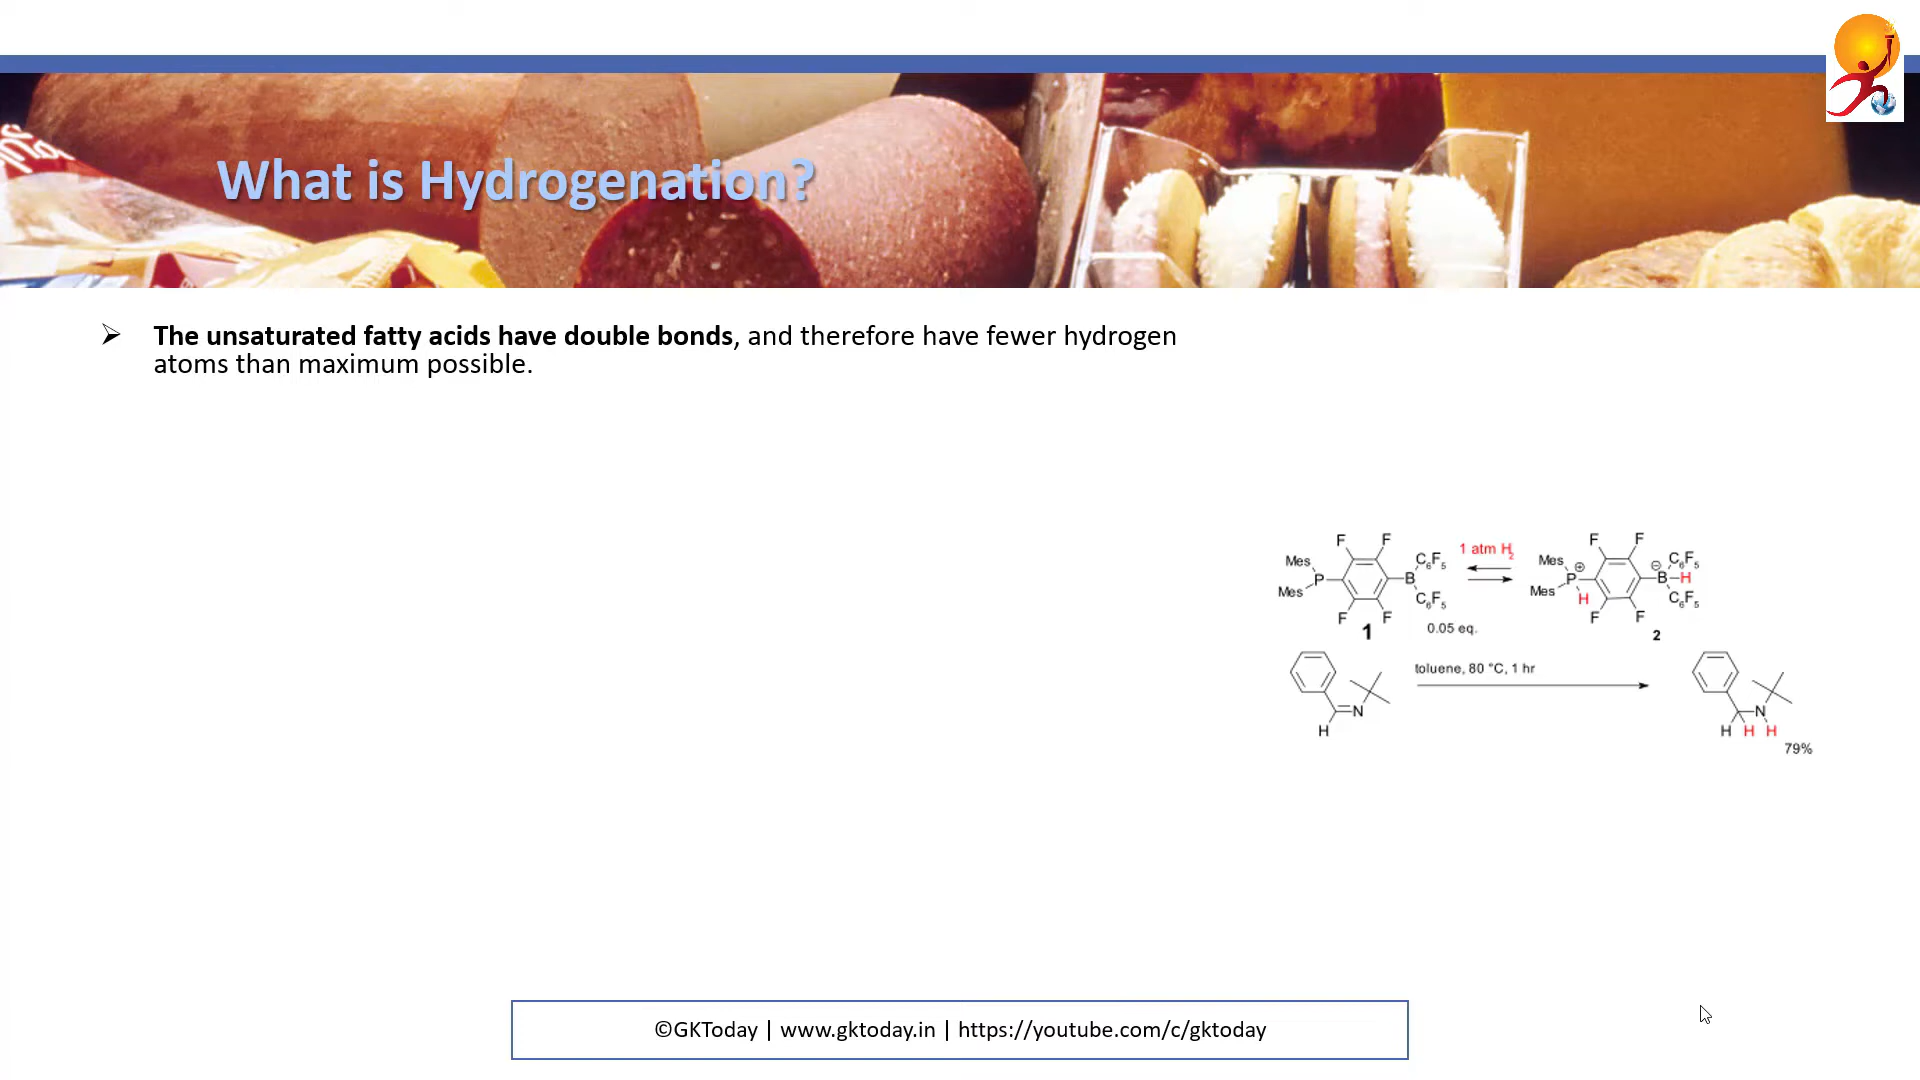 What is Hydrogenation?
➢ The unsaturated fatty acids have double bonds, and therefore have fewer hydrogen
atoms than maximum possible.
F F 1 atm H2 F F
Mes C6F5 Mes ⊕ ⊖ C6F5
P B P B H
Mes C6F5 Mes H C6F5
F F F F
1 0.05 eq. 2
toluene, 80 °C, 1 hr
N N
H H H H
79%
©GKToday | www.gktoday.in | https://youtube.com/c/gktoday